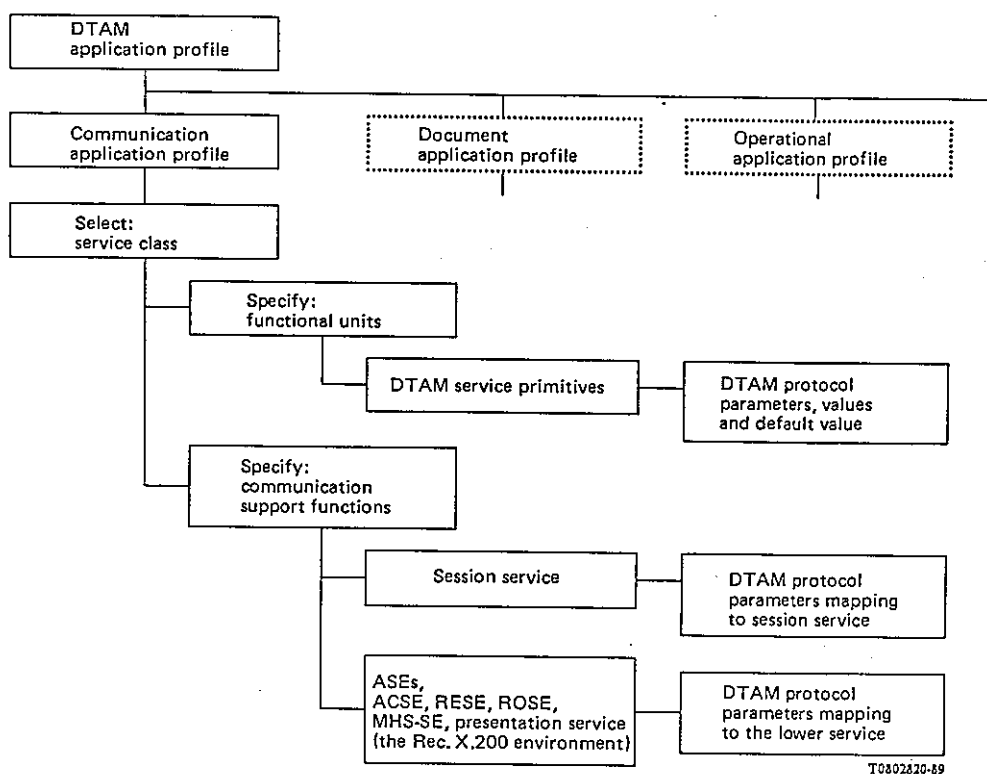 DTAM
application profile
Communication
application profile
Document
application profile
Operational
application profile
Select:
service class
Specify:
functional units
DTAM service primitives
DTAM protocol
parameters, values
and default value
Specify:
communication
support functions
Session service
DTAM protocol
parameters mapping
to session service
ASEs,
ACSE, RESE, ROSE,
MHS-SE, presentation service
(the Rec. X.200 environment)
DTAM protocol
parameters mapping
to the lower service
T0802820-89